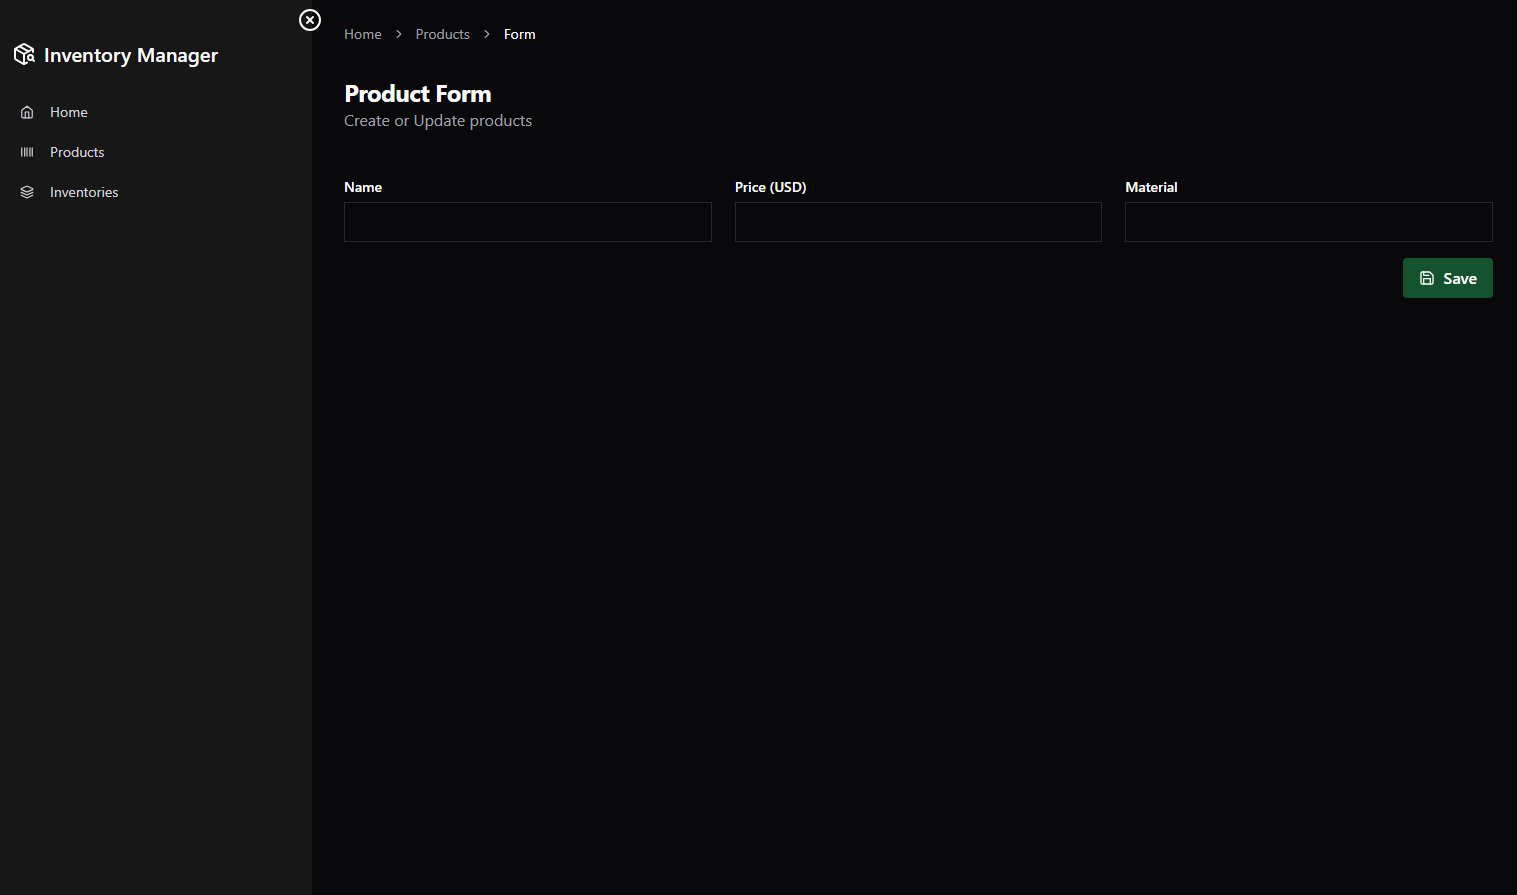 Inventory Manager
Home
Products
Inventories
Home > Products > Form
Product Form
Create or Update products
Name
Price (USD)
Material
Save